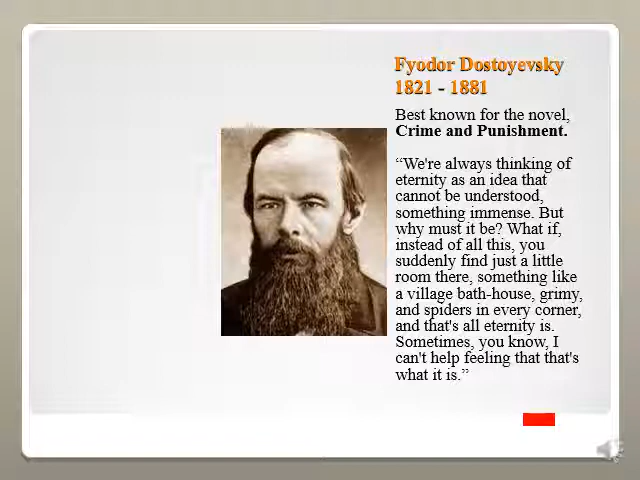 Fyodor Dostoyevsky
1821 - 1881
Best known for the novel,
Crime and Punishment.
“We're always thinking of
eternity as an idea that
cannot be understood,
something immense. But
why must it be? What if,
instead of all this, you
suddenly find just a little
room there, something like
a village bath-house, grimy,
and spiders in every corner,
and that's all eternity is.
Sometimes, you know, I
can't help feeling that that's
what it is.”